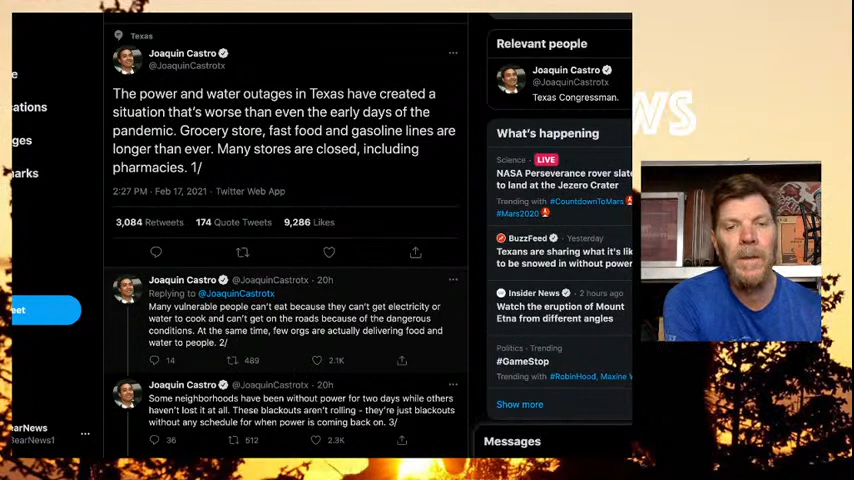 Texas
Joaquin Castro
@JoaquinCastrotx
The power and water outages in Texas have created a
situation that's worse than even the early days of the
pandemic. Grocery store, fast food and gasoline lines are
longer than ever. Many stores are closed, including
pharmacies. 1/
2:27 PM · Feb 17, 2021 · Twitter Web App
3,084 Retweets 174 Quote Tweets 9,286 Likes
Joaquin Castro @JoaquinCastrotx · 20h
Replying to @JoaquinCastrotx
Many vulnerable people can't eat because they can't get electricity or
water to cook and can't get on the roads because of the dangerous
conditions. At the same time, few orgs are actually delivering food and
water to people. 2/
14 489 2.1K
Joaquin Castro @JoaquinCastrotx · 20h
Some neighborhoods have been without power for two days while others
haven't lost it at all. These blackouts aren't rolling - they're just blackouts
without any schedule for when power is coming back on. 3/
36 512 2.3K
e
ations
ges
arks
eet
earNews
earNews1
Relevant people
Joaquin Castro
@JoaquinCastrotx
Texas Congressman.
What's happening
Science · LIVE
NASA Perseverance rover slate
to land at the Jezero Crater
Trending with #CountdownToMars
#Mars2020
BuzzFeed · Yesterday
Texans are sharing what it's lik
to be snowed in without power
Insider News · 2 hours ago
Watch the eruption of Mount
Etna from different angles
Politics · Trending
#GameStop
Trending with #RobinHood, Maxine W
Show more
Messages
WS